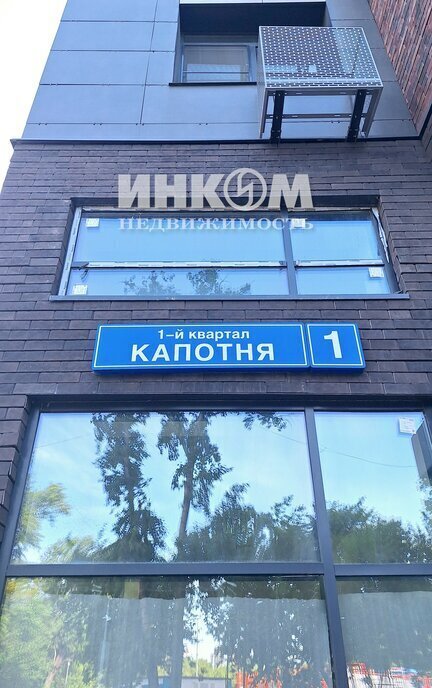 ИНКОМ
НЕДВИЖИМОСТЬ
1-й квартал
КАПОТНЯ
1